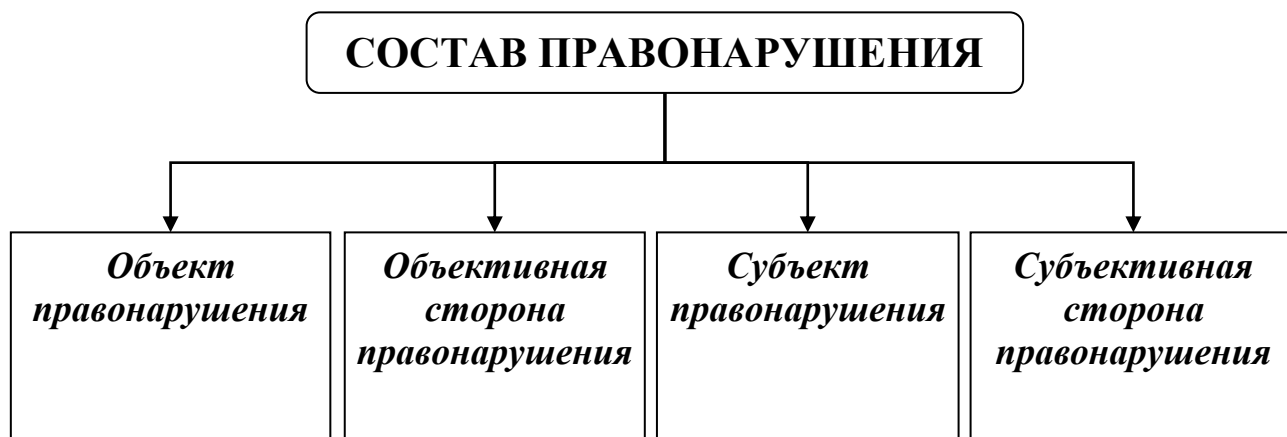 СОСТАВ ПРАВОНАРУШЕНИЯ
Объект
правонарушения
Объективная
сторона
правонарушения
Субъект
правонарушения
Субъективная
сторона
правонарушения